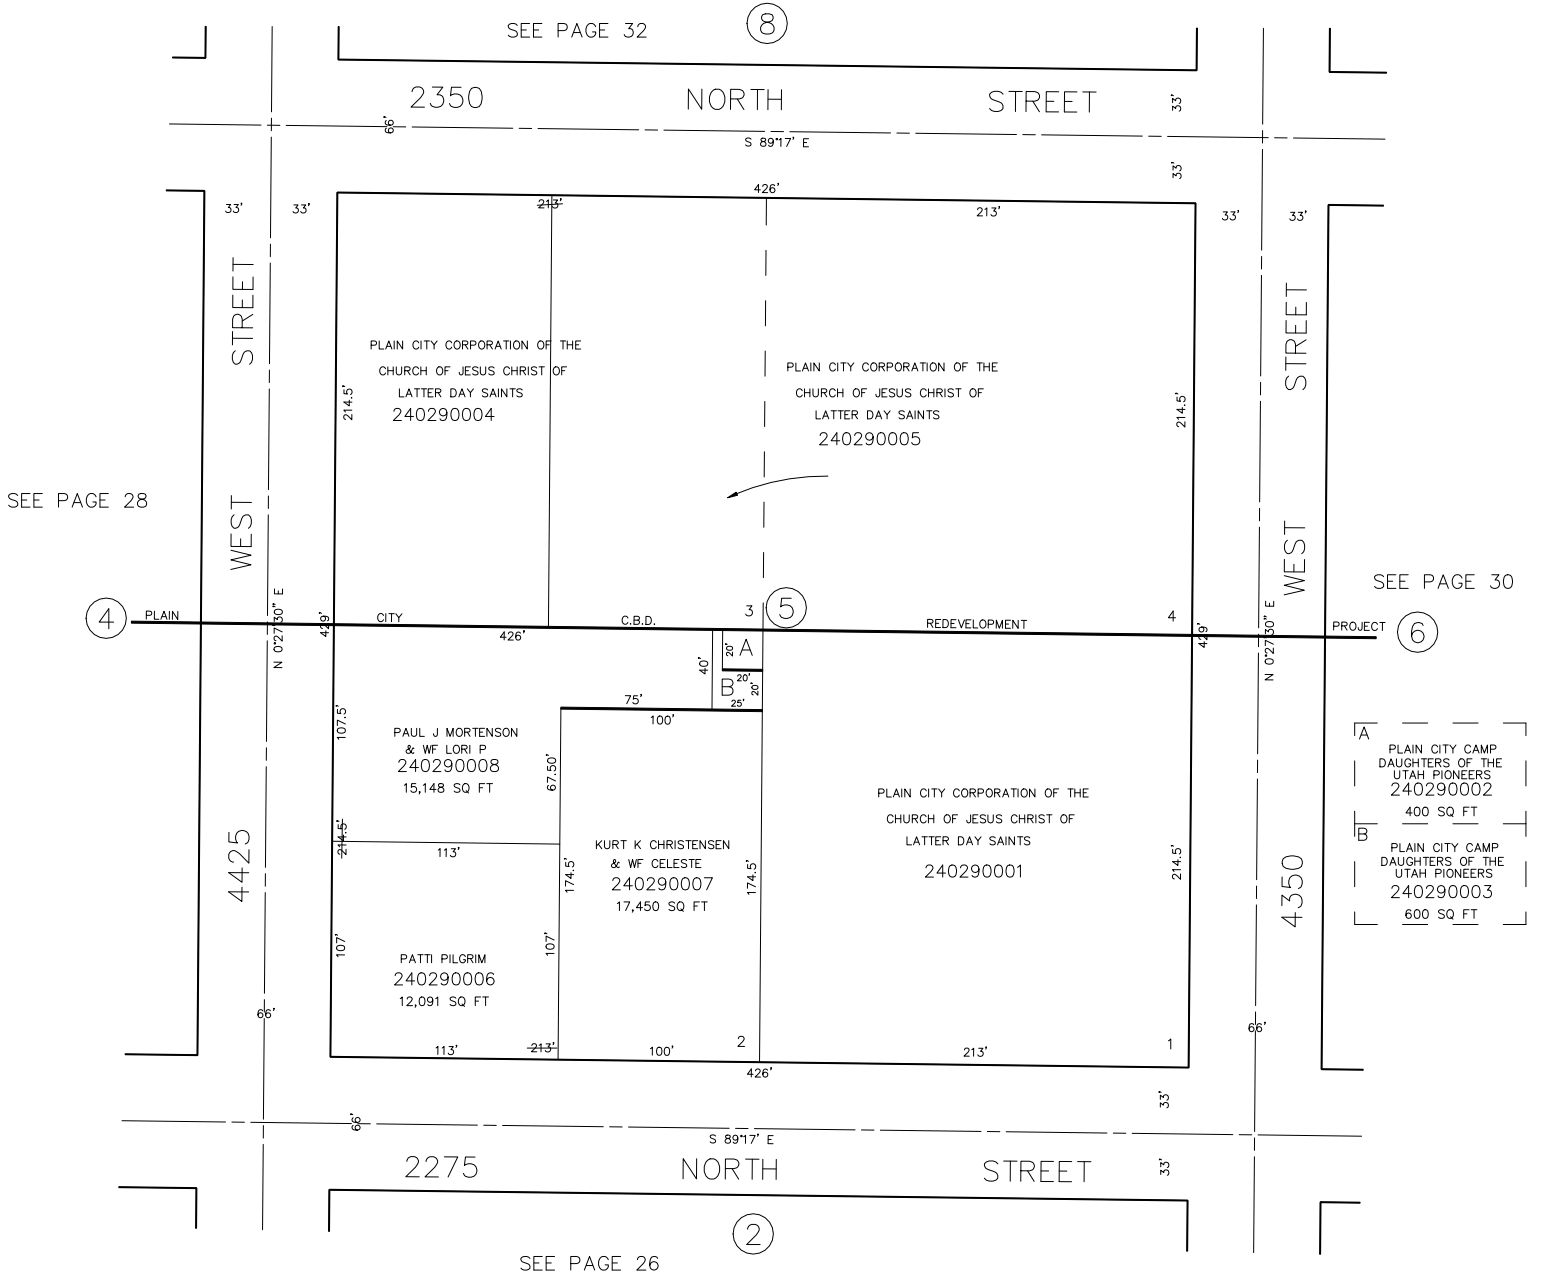 SEE PAGE 32
8
2350 NORTH STREET
33'
66'
S 89°17' E
33'
426'
33'
33'
213'
213'
33'
33'
WEST STREET
WEST STREET
PLAIN CITY CORPORATION OF THE
CHURCH OF JESUS CHRIST OF
LATTER DAY SAINTS
240290004
214.5'
PLAIN CITY CORPORATION OF THE
CHURCH OF JESUS CHRIST OF
LATTER DAY SAINTS
240290005
214.5'
SEE PAGE 28
SEE PAGE 30
4
PLAIN CITY C.B.D. REDEVELOPMENT PROJECT
6
N 0°27'30" E
429'
426'
3
5
4
429'
N 0°27'30" E
40'
20'
A
B
20'
20'
25'
75'
100'
107.5'
PAUL J MORTENSON
& WF LORI P
240290008
15,148 SQ FT
67.50'
214.5'
113'
KURT K CHRISTENSEN
& WF CELESTE
240290007
17,450 SQ FT
174.5'
174.5'
PLAIN CITY CORPORATION OF THE
CHURCH OF JESUS CHRIST OF
LATTER DAY SAINTS
240290001
214.5'
A
PLAIN CITY CAMP
DAUGHTERS OF THE
UTAH PIONEERS
240290002
400 SQ FT
B
PLAIN CITY CAMP
DAUGHTERS OF THE
UTAH PIONEERS
240290003
600 SQ FT
4425
4350
107'
107'
PATTI PILGRIM
240290006
12,091 SQ FT
66'
66'
113'
213'
100'
2
213'
1
426'
33'
66'
S 89°17' E
2275 NORTH STREET
33'
2
SEE PAGE 26